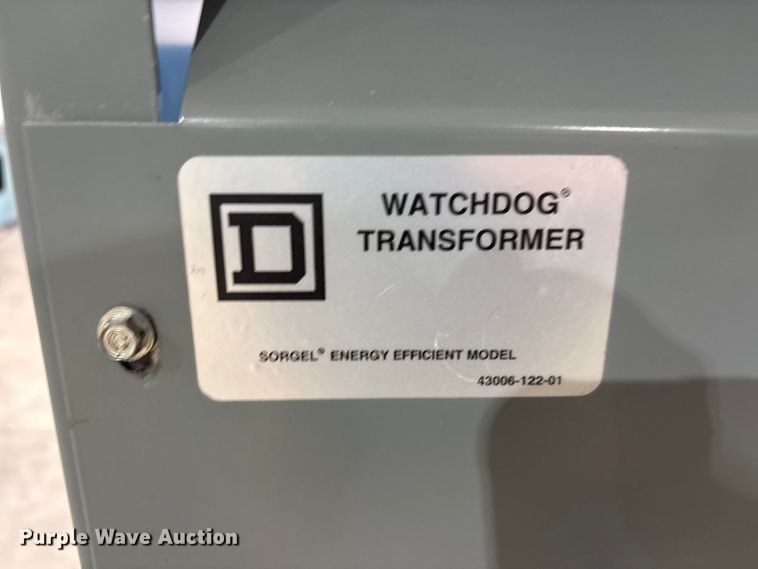 D
WATCHDOG®
TRANSFORMER
SORGEL® ENERGY EFFICIENT MODEL
43006-122-01
Purple Wave Auction